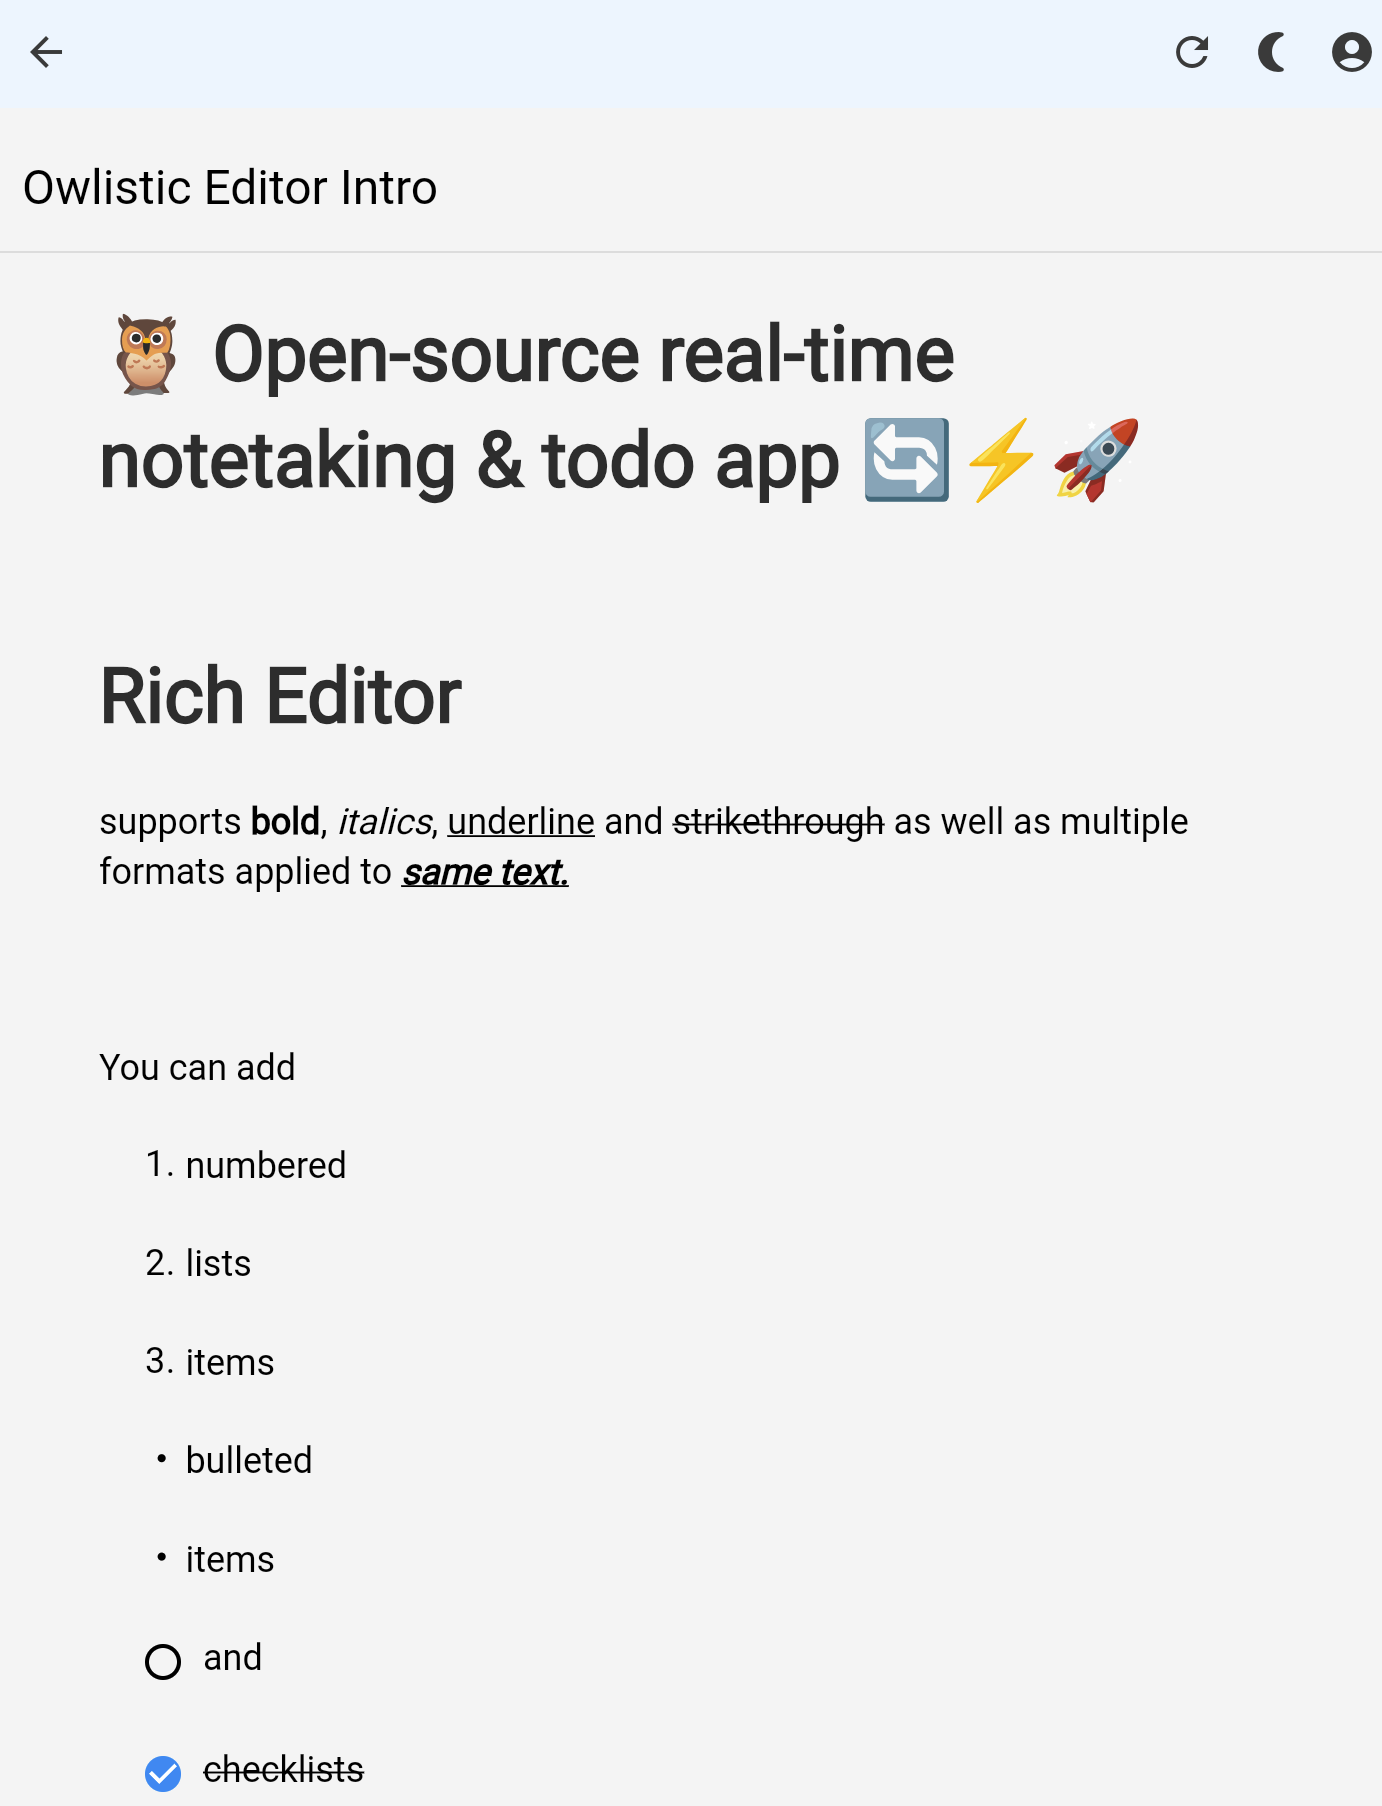 Owlistic Editor Intro
🦉 Open-source real-time
notetaking & todo app 🔄⚡🚀
Rich Editor
supports bold, italics, underline and strikethrough as well as multiple
formats applied to same text.
You can add
1. numbered
2. lists
3. items
• bulleted
• items
and
checklists